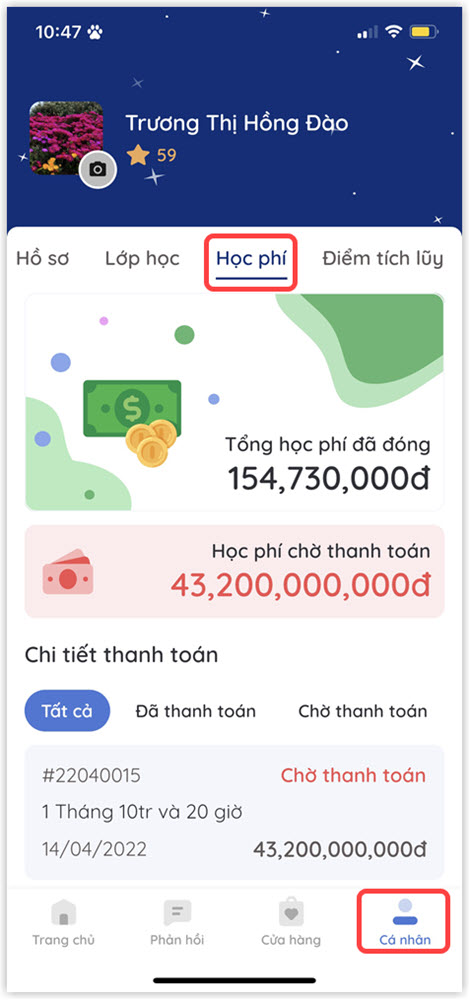 10:47
Trương Thị Hồng Đào
59
Hồ sơ Lớp học Học phí Điểm tích lũy
Tổng học phí đã đóng
154,730,000đ
Học phí chờ thanh toán
43,200,000,000đ
Chi tiết thanh toán
Tất cả Đã thanh toán Chờ thanh toán
#22040015 Chờ thanh toán
1 Tháng 10tr và 20 giờ
14/04/2022 43,200,000,000đ
Trang chủ Phản hồi Cửa hàng Cá nhân